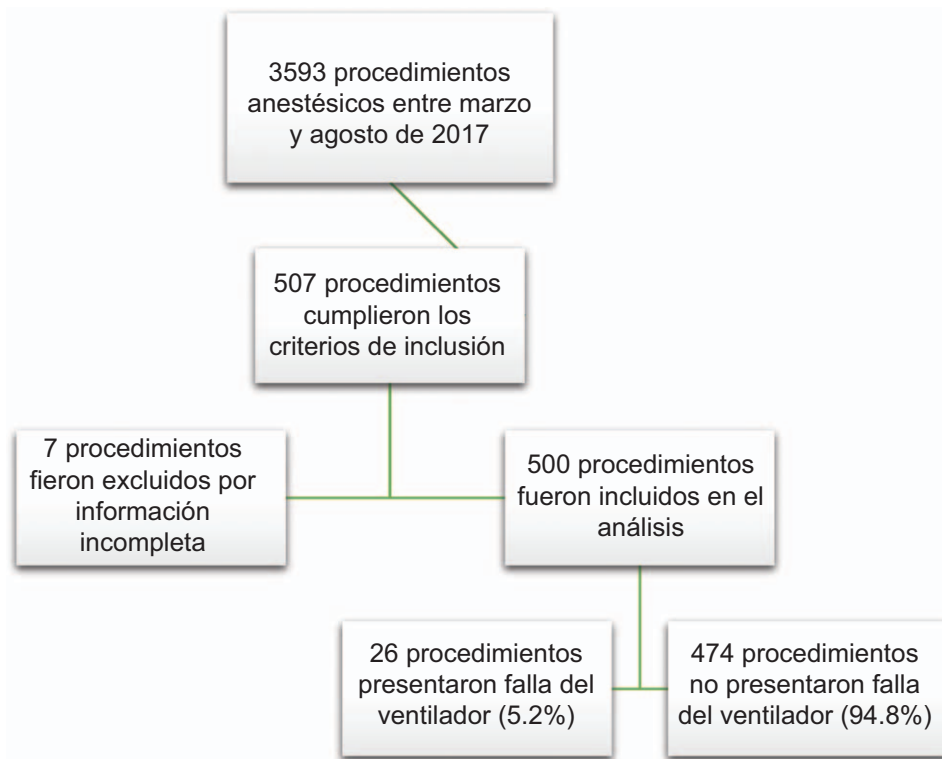 3593 procedimientos
anestésicos entre marzo
y agosto de 2017
507 procedimientos
cumplieron los
criterios de inclusión
7 procedimientos
fieron excluidos por
información
incompleta
500 procedimientos
fueron incluidos en el
análisis
26 procedimientos
presentaron falla del
ventilador (5.2%)
474 procedimientos
no presentaron falla
del ventilador (94.8%)